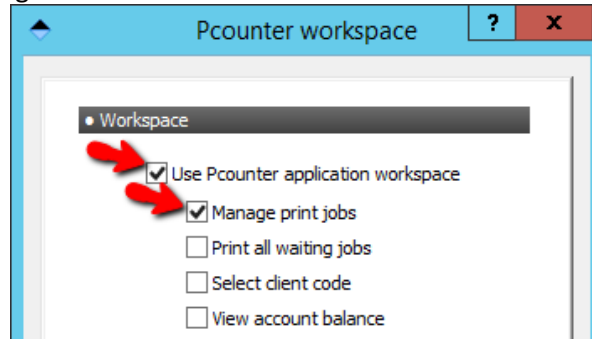 Pcounter workspace
? x
• Workspace
Use Pcounter application workspace
Manage print jobs
Print all waiting jobs
Select client code
View account balance